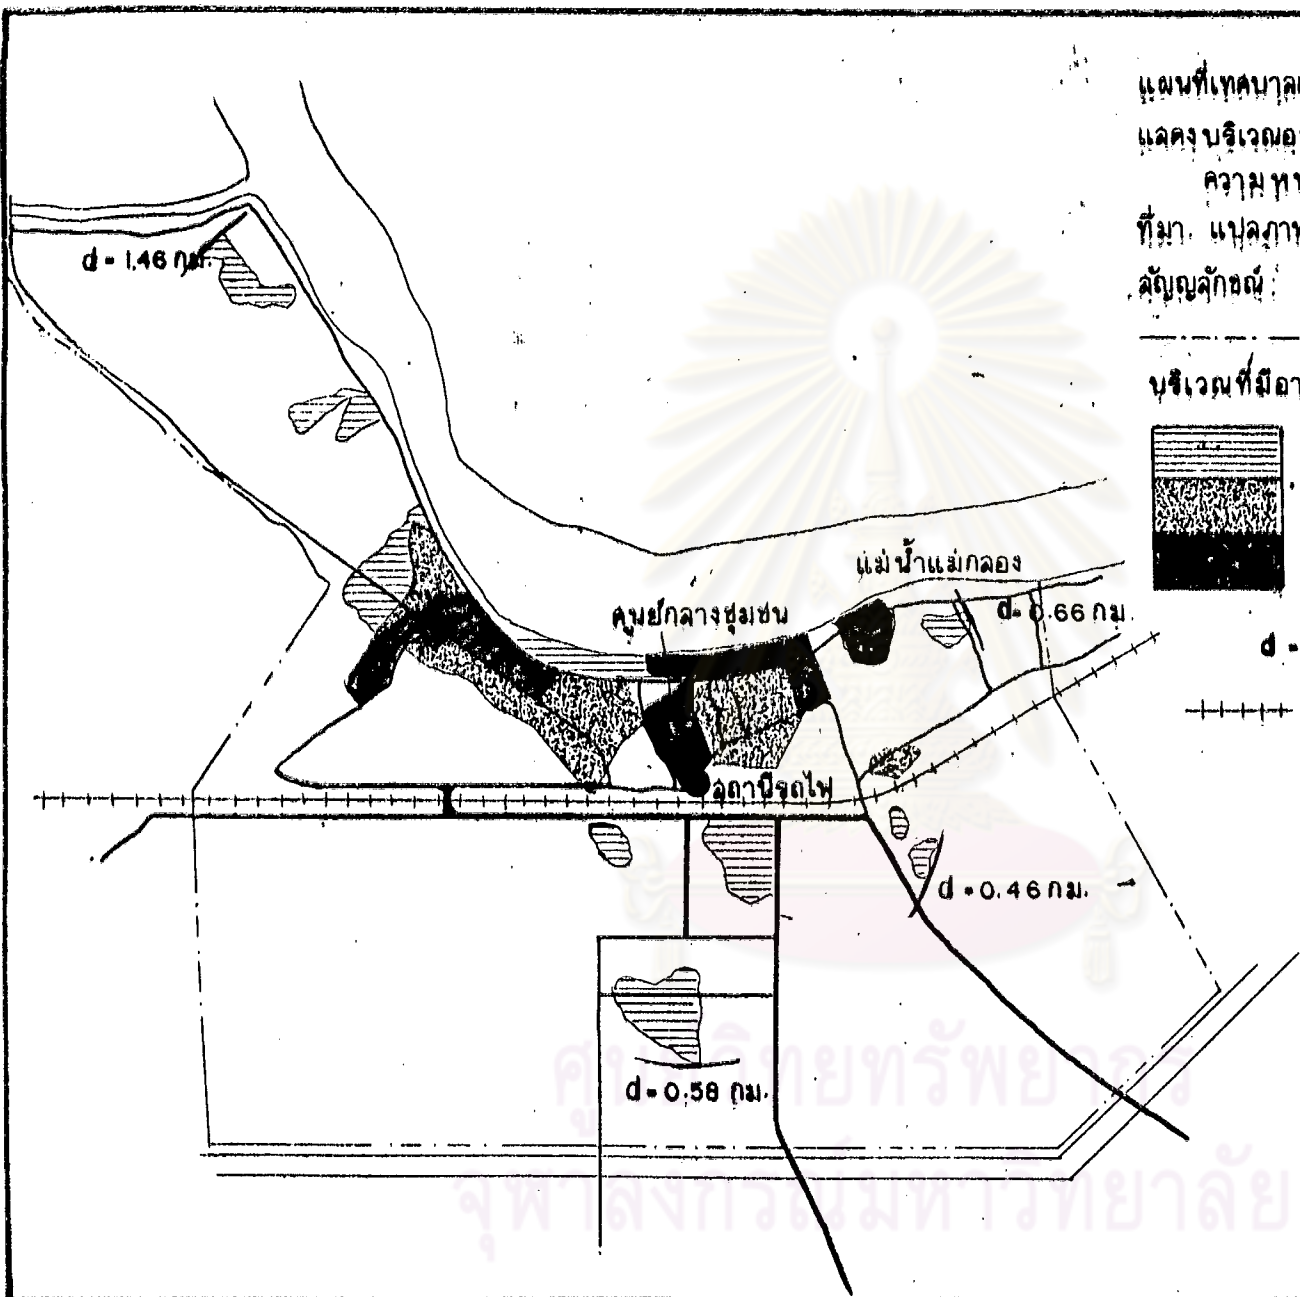 แผนที่เทศบาล
แสดงบริเวณอ
ความหน
ที่มา. แปลภาพ
สัญญลักษณ์ :
บริเวณที่มีอา
d = 1.46 กม.
แม่น้ำแม่กลอง
ศูนย์กลางชุมชน
d = 0.66 กม.
d =
สถานีรถไฟ
d = 0.46 กม.
d = 0.58 กม.
ศูนย์วิทยทรัพยากร
จุฬาลงกรณ์มหาวิทยาลัย